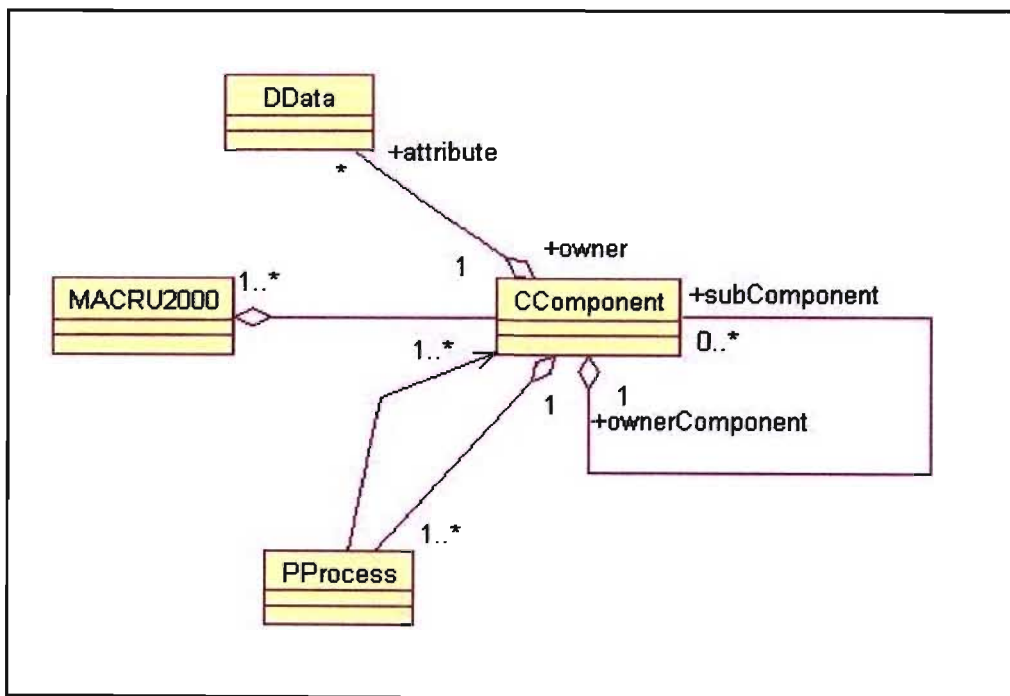 DData
+attribute
*
+owner
1
1..*
MACRU2000
CComponent
+subComponent
0..*
1..*
1
1
+ownerComponent
1..*
PProcess